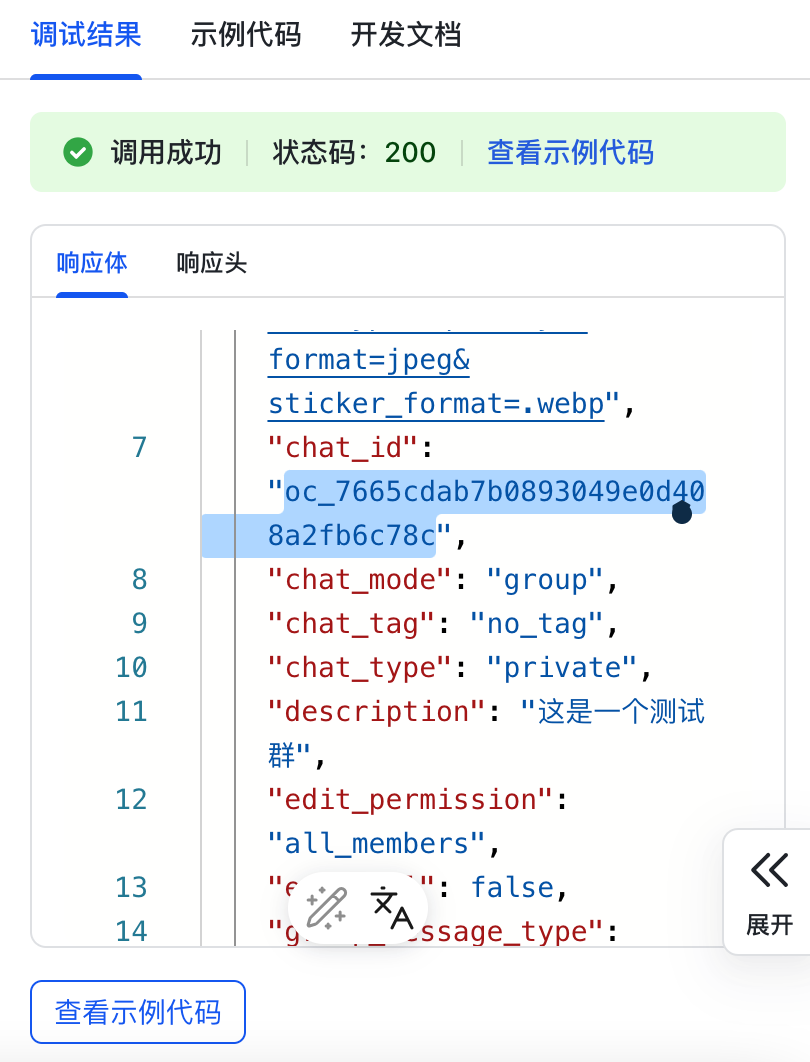 调试结果 示例代码 开发文档
调用成功 状态码：200 查看示例代码
响应体 响应头
format=jpeg&
sticker_format=.webp",
7 "chat_id":
"oc_7665cdab7b0893049e0d40
8a2fb6c78c",
8 "chat_mode": "group",
9 "chat_tag": "no_tag",
10 "chat_type": "private",
11 "description": "这是一个测试
群",
12 "edit_permission":
"all_members",
13 : false,
14 :
展开
查看示例代码